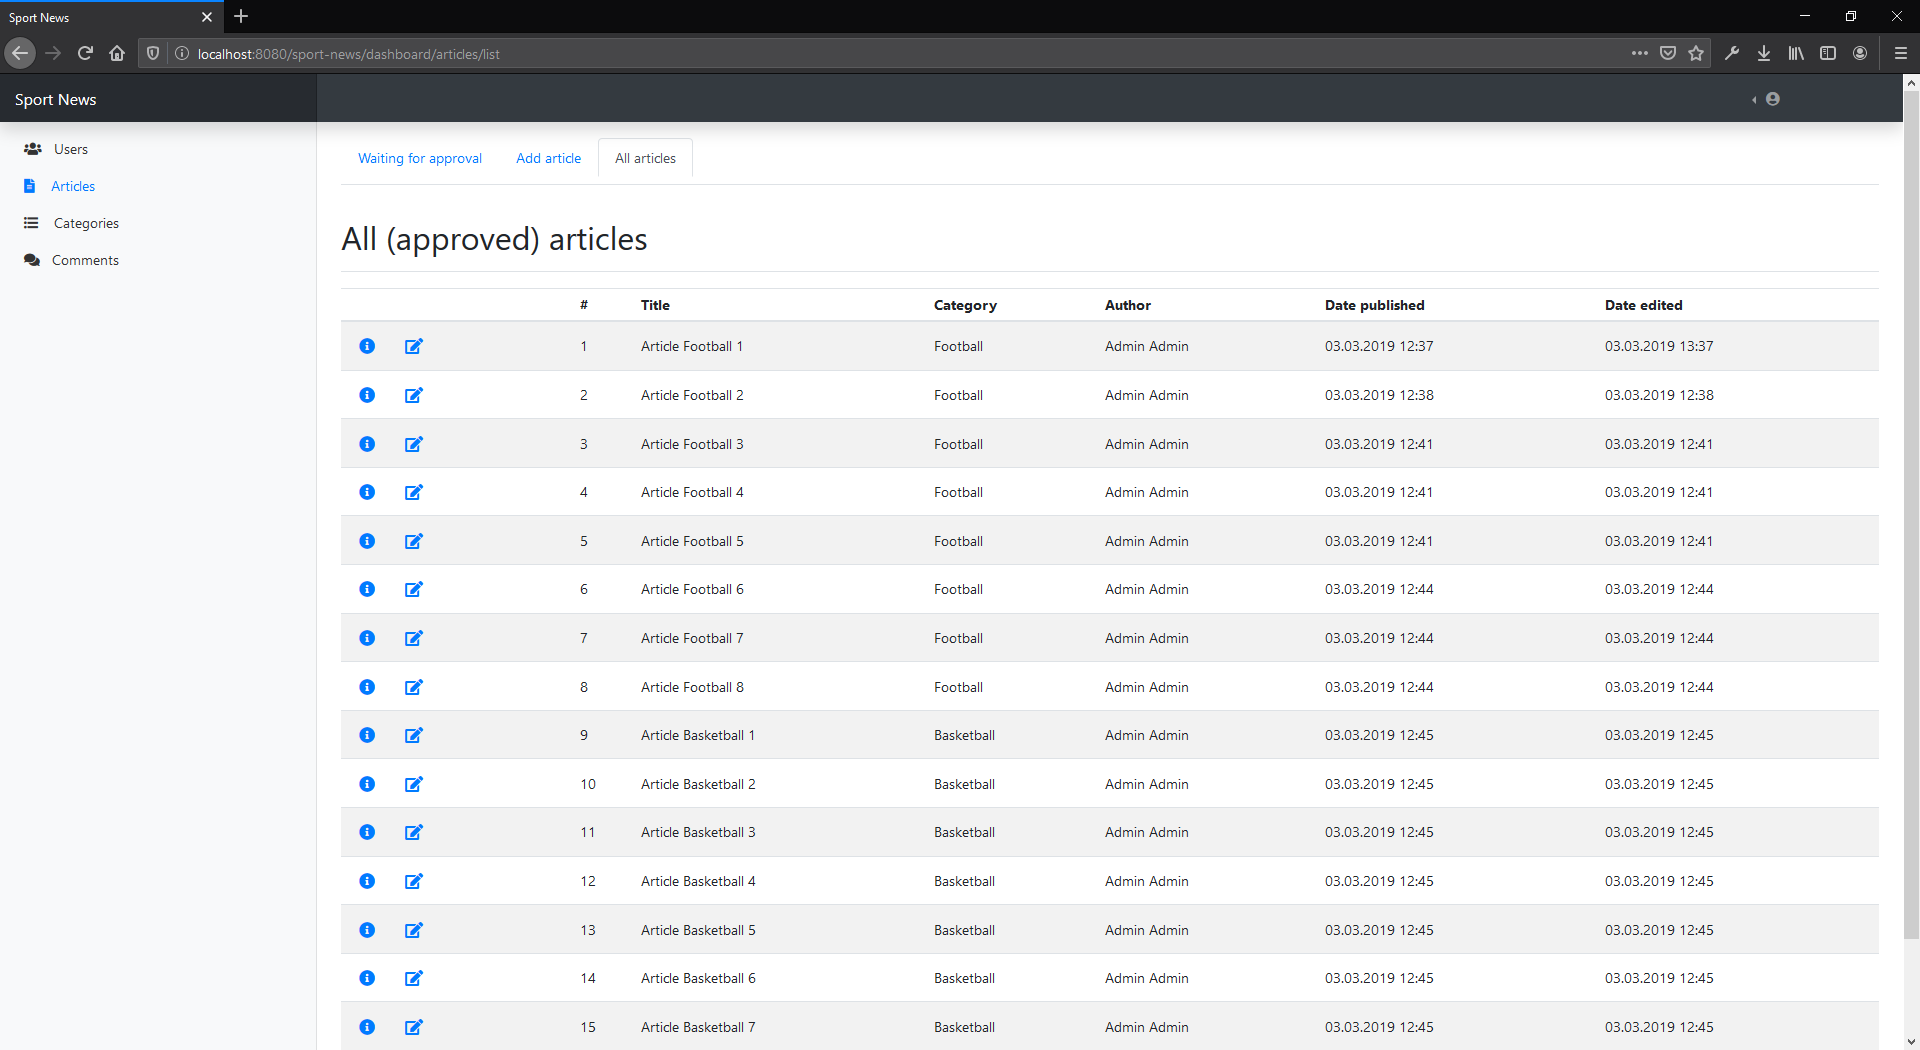 Sport News
localhost:8080/sport-news/dashboard/articles/list
Sport News
Users
Articles
Categories
Comments
Waiting for approval Add article All articles
All (approved) articles
# Title Category Author Date published Date edited
1 Article Football 1 Football Admin Admin 03.03.2019 12:37 03.03.2019 13:37
2 Article Football 2 Football Admin Admin 03.03.2019 12:38 03.03.2019 12:38
3 Article Football 3 Football Admin Admin 03.03.2019 12:41 03.03.2019 12:41
4 Article Football 4 Football Admin Admin 03.03.2019 12:41 03.03.2019 12:41
5 Article Football 5 Football Admin Admin 03.03.2019 12:41 03.03.2019 12:41
6 Article Football 6 Football Admin Admin 03.03.2019 12:44 03.03.2019 12:44
7 Article Football 7 Football Admin Admin 03.03.2019 12:44 03.03.2019 12:44
8 Article Football 8 Football Admin Admin 03.03.2019 12:44 03.03.2019 12:44
9 Article Basketball 1 Basketball Admin Admin 03.03.2019 12:45 03.03.2019 12:45
10 Article Basketball 2 Basketball Admin Admin 03.03.2019 12:45 03.03.2019 12:45
11 Article Basketball 3 Basketball Admin Admin 03.03.2019 12:45 03.03.2019 12:45
12 Article Basketball 4 Basketball Admin Admin 03.03.2019 12:45 03.03.2019 12:45
13 Article Basketball 5 Basketball Admin Admin 03.03.2019 12:45 03.03.2019 12:45
14 Article Basketball 6 Basketball Admin Admin 03.03.2019 12:45 03.03.2019 12:45
15 Article Basketball 7 Basketball Admin Admin 03.03.2019 12:45 03.03.2019 12:45